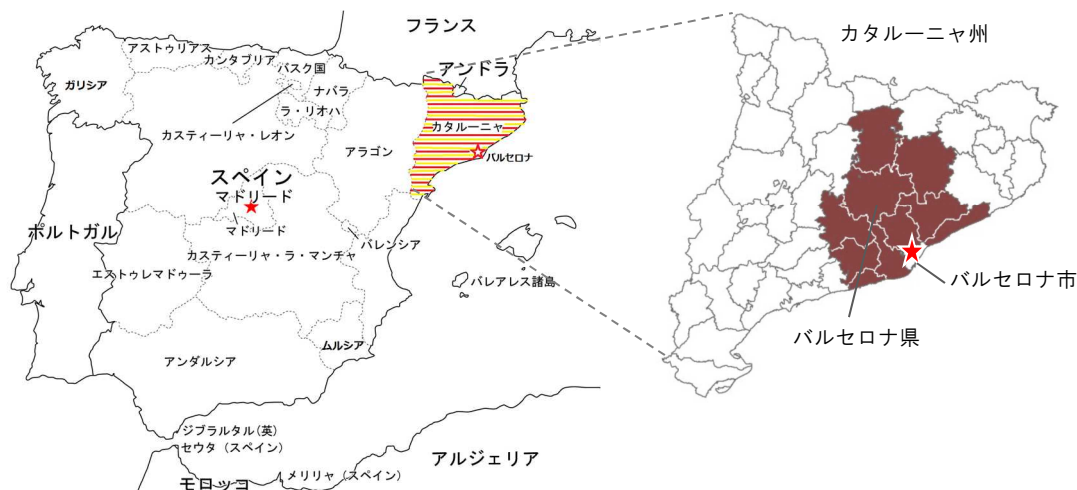 フランス
カタルーニャ州
アストゥリアス
カンタブリア
バスク国
アンドラ
ガリシア
ナバラ
ラ・リオハ
カスティーリャ・レオン
カタルーニャ
アラゴン
バルセロナ
スペイン
マドリード
ポルトガル
マドリード
バレンシア
カスティーリャ・ラ・マンチャ
エストゥレマドゥーラ
バレアレス諸島
バルセロナ市
バルセロナ県
ムルシア
アンダルシア
ジブラルタル(英)
セウタ（スペイン）
アルジェリア
メリリャ（スペイン）
モロッコ